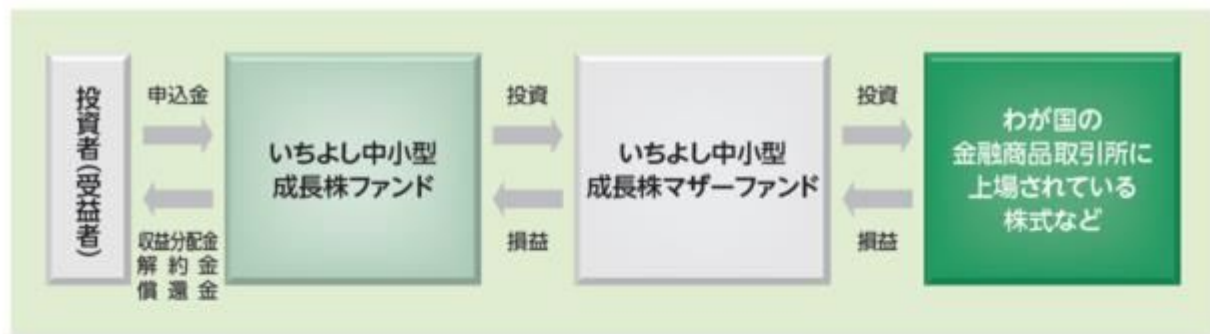 投資者(受益者)
申込金
収益分配金
解約金
償還金
いちよし中小型
成長株ファンド
投資
損益
いちよし中小型
成長株マザーファンド
投資
損益
わが国の
金融商品取引所に
上場されている
株式など